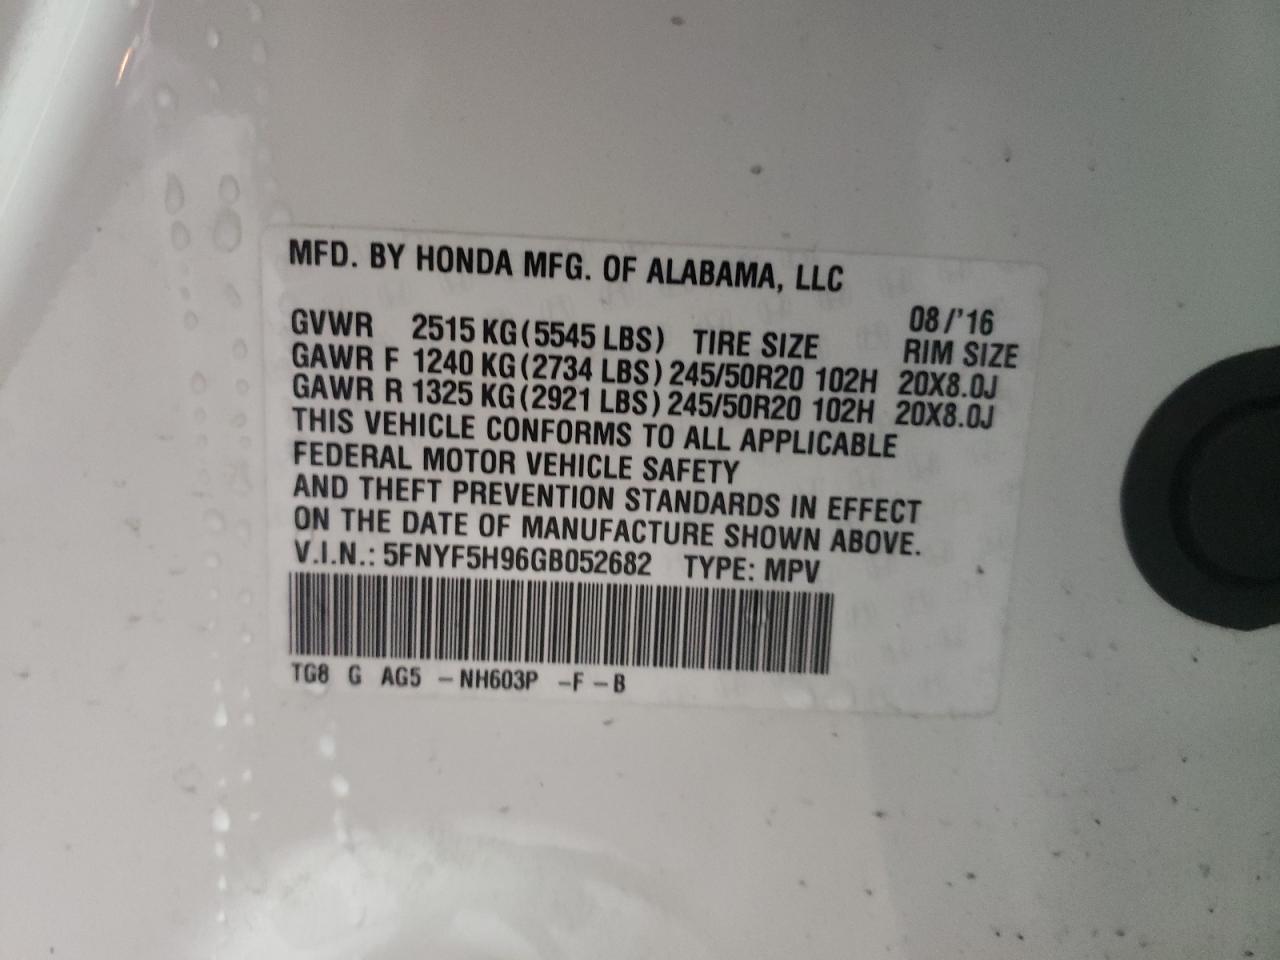 MFD. BY HONDA MFG. OF ALABAMA, LLC
08/'16
GVWR 2515 KG(5545 LBS) TIRE SIZE RIM SIZE
GAWR F 1240 KG(2734 LBS) 245/50R20 102H 20X8.0J
GAWR R 1325 KG(2921 LBS) 245/50R20 102H 20X8.0J
THIS VEHICLE CONFORMS TO ALL APPLICABLE
FEDERAL MOTOR VEHICLE SAFETY
AND THEFT PREVENTION STANDARDS IN EFFECT
ON THE DATE OF MANUFACTURE SHOWN ABOVE.
V.I.N.: 5FNYF5H96GB052682 TYPE: MPV
TG8 G AG5 -NH603P -F-B